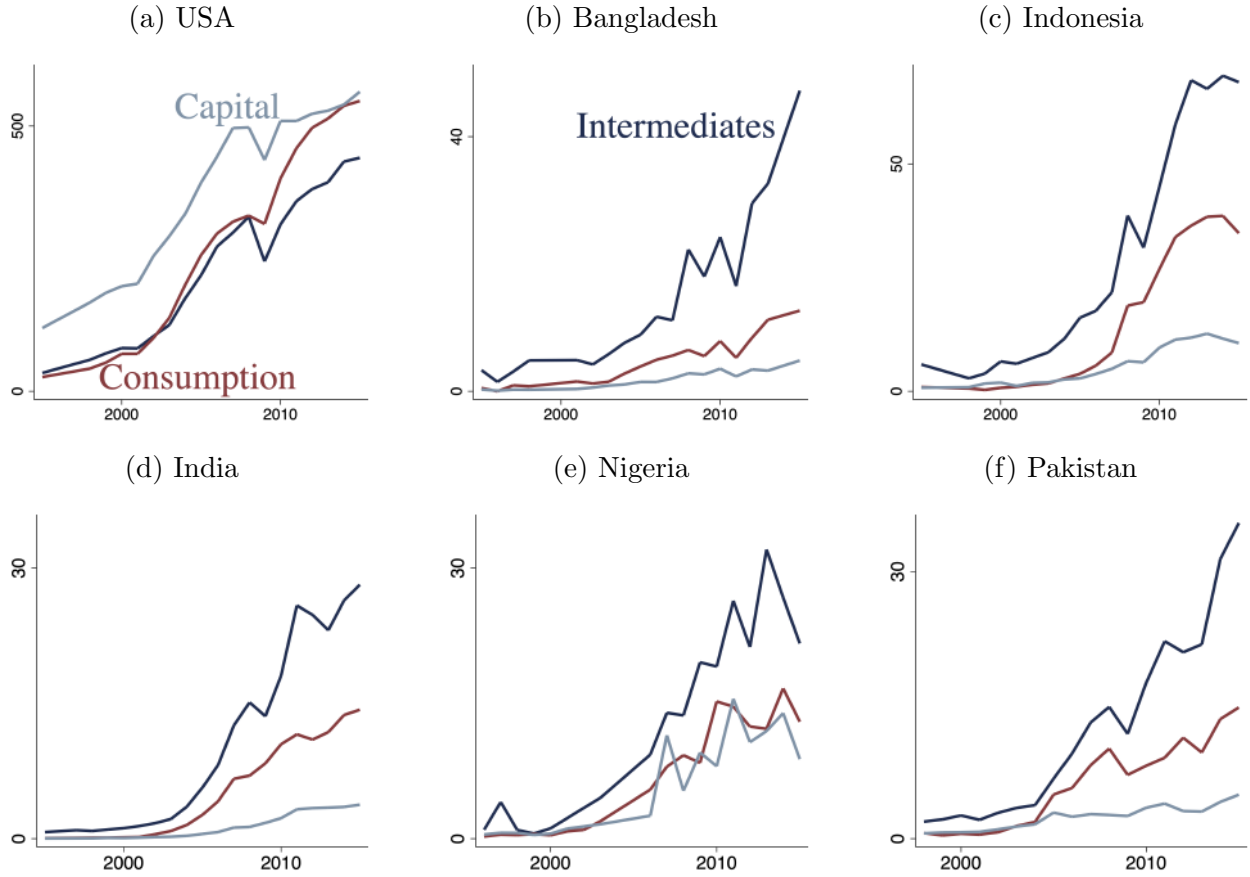 (a) USA
(b) Bangladesh
(c) Indonesia
Capital
Consumption
500
0
2000
2010
Intermediates
40
0
2000
2010
50
0
2000
2010
(d) India
(e) Nigeria
(f) Pakistan
30
0
2000
2010
30
0
2000
2010
30
0
2000
2010